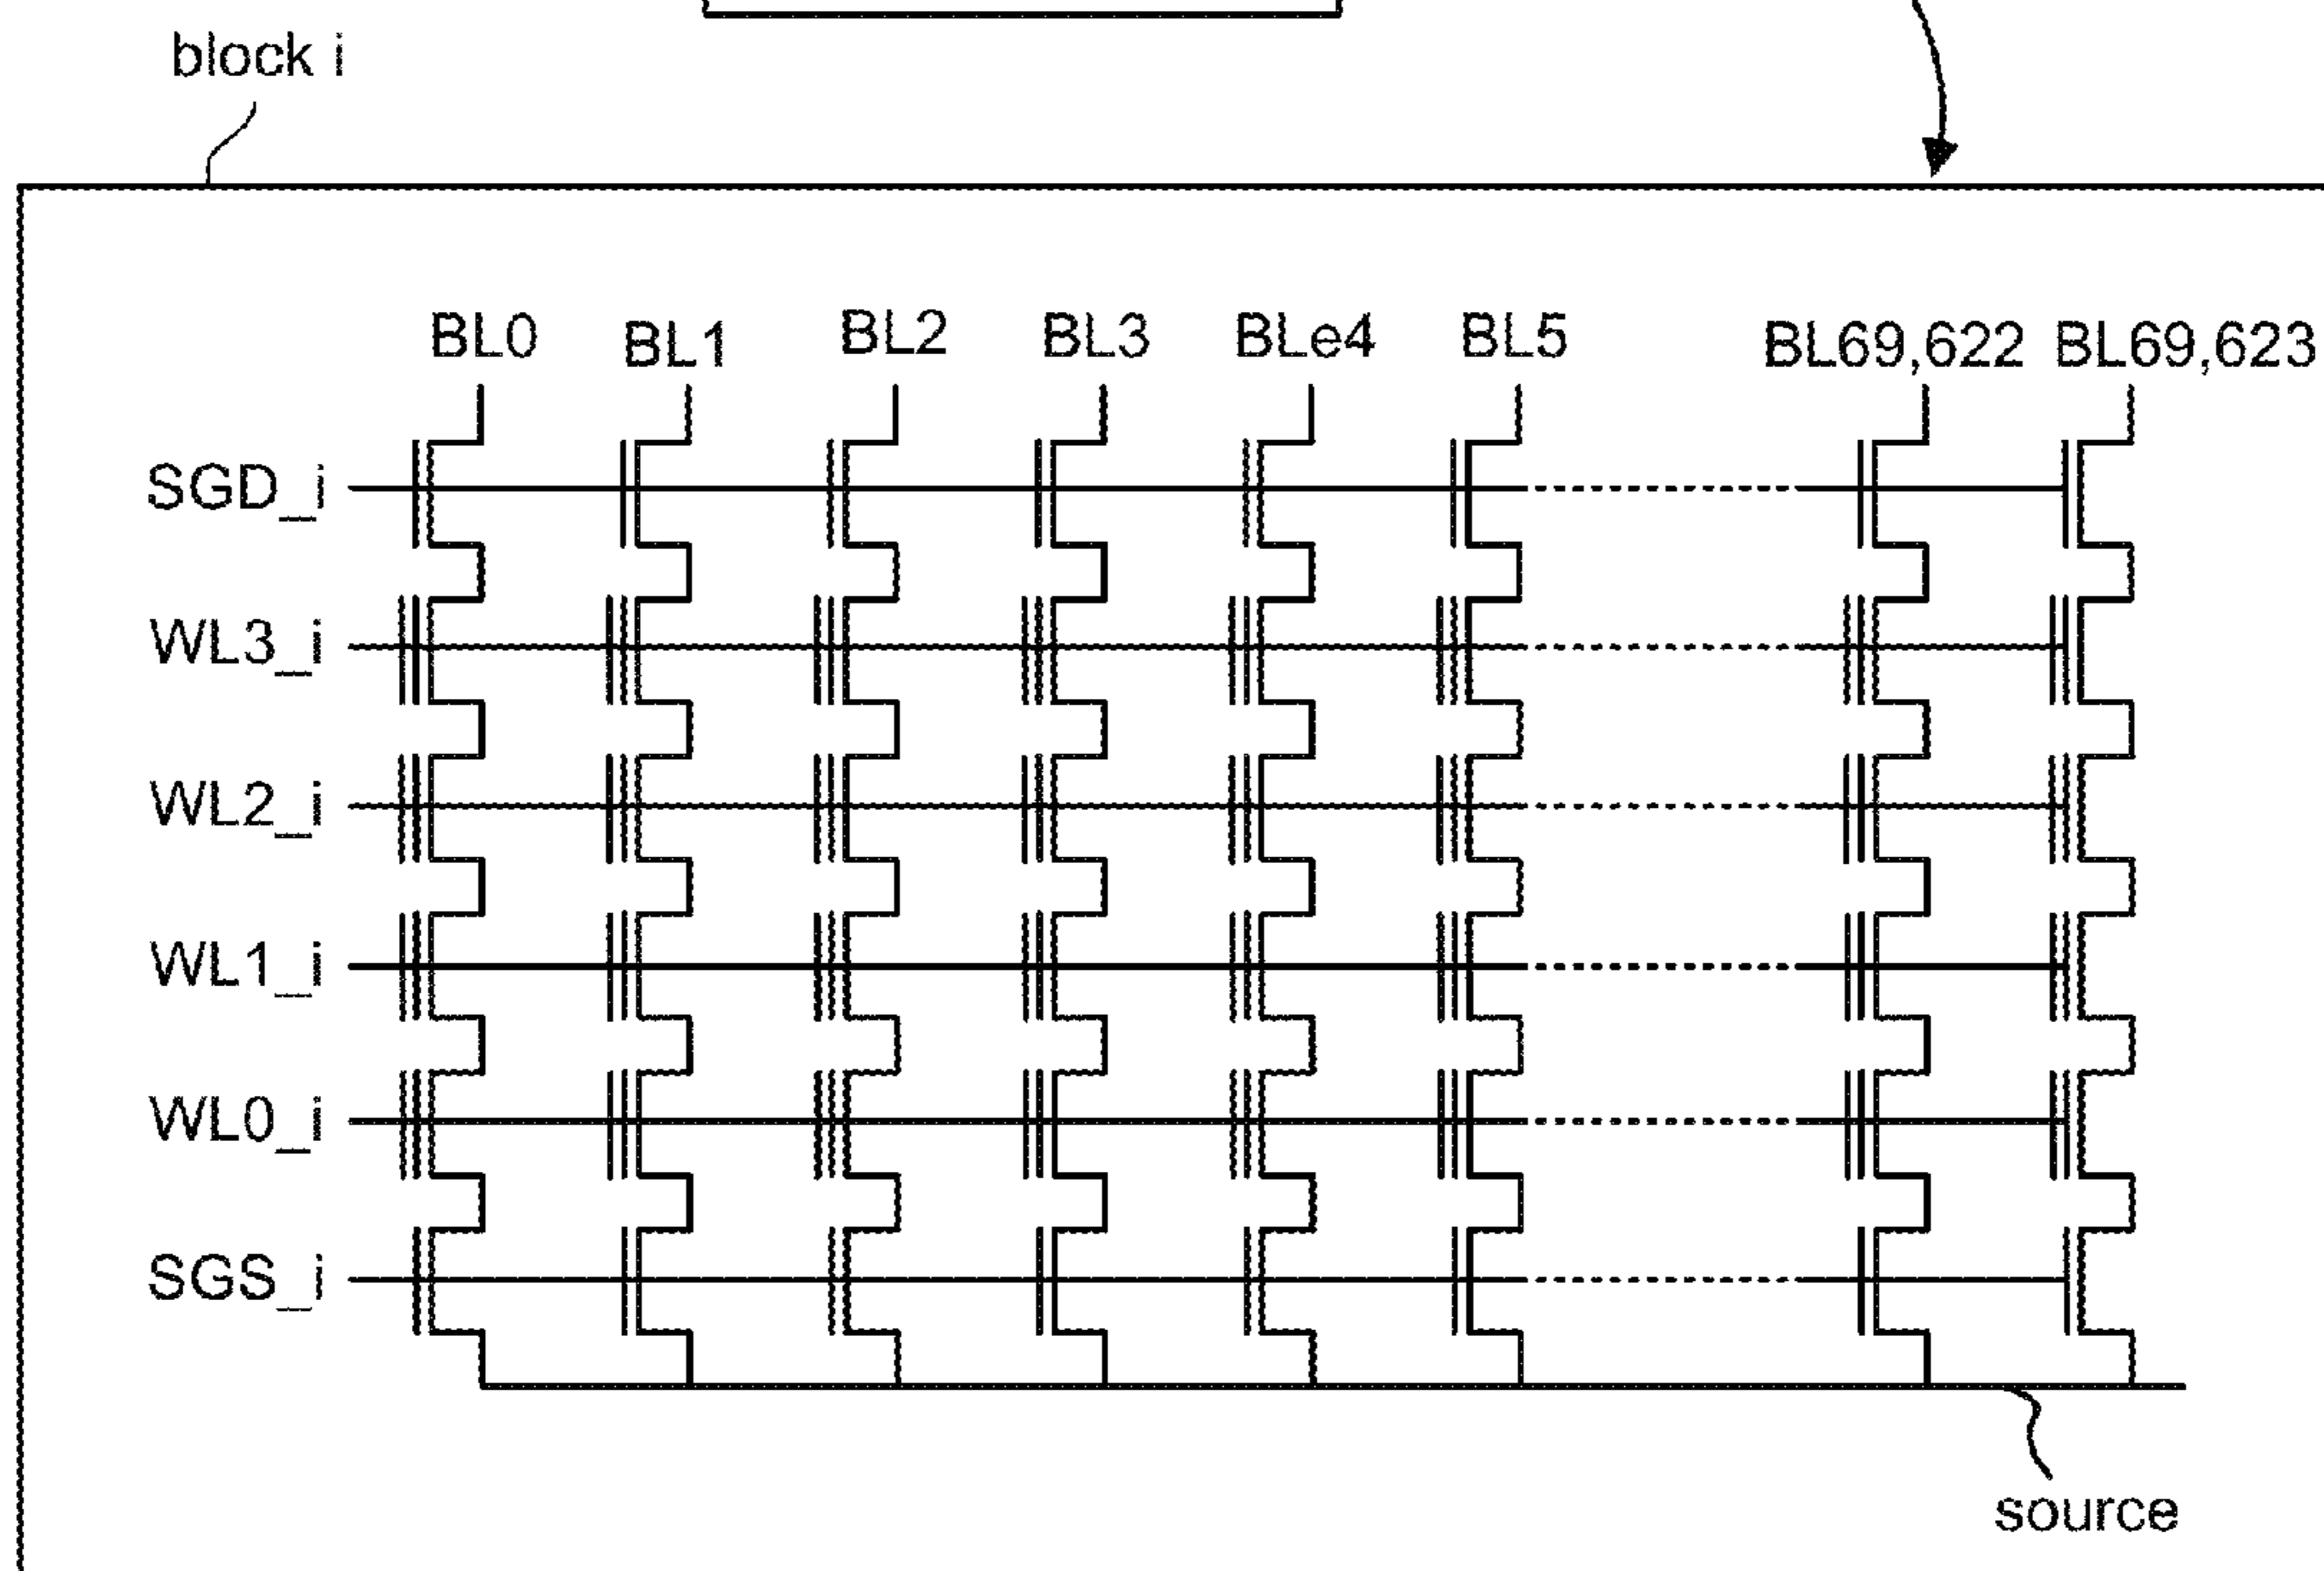 block i
BL0 BL1 BL2 BL3 BLe4 BL5 BL69,622 BL69,623
SGD_i
WL3_i
WL2_i
WL1_i
WL0_i
SGS_i
source